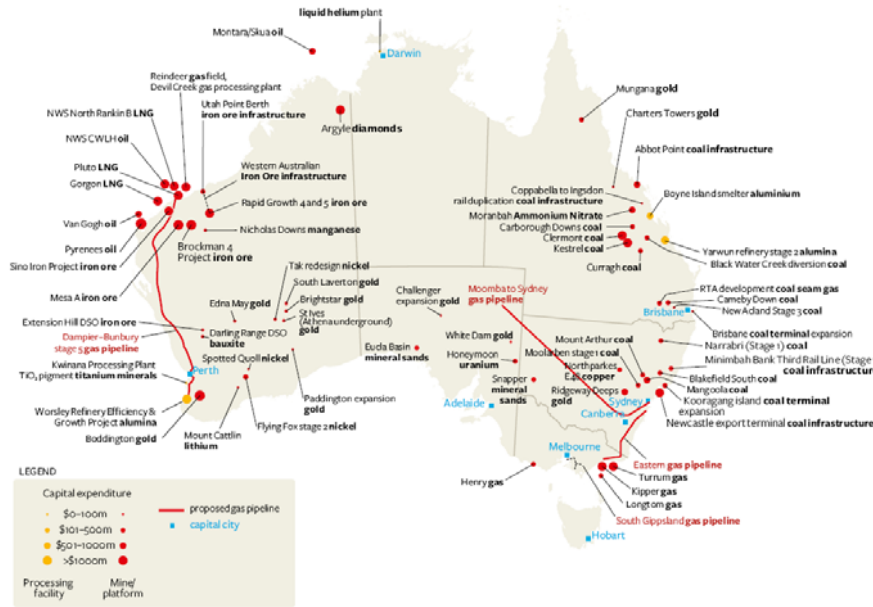 liquid helium plant
Montara/Skua oil
Darwin
Reindeer gas field,
Devil Creek gas processing plant
Utah Point Berth
iron ore infrastructure
Argyle diamonds
Mungana gold
Charters Towers gold
Abbot Point coal infrastructure
NWS North Rankin B LNG
NWS CWLH oil
Pluto LNG
Gorgon LNG
Western Australian
Iron Ore infrastructure
Rapid Growth 4 and 5 iron ore
Van Gogh oil
Nicholas Downs manganese
Pyrenees oil
Brockman 4
Project iron ore
Sino Iron Project iron ore
Mesa A iron ore
Coppabella to Ingsdon
rail duplication coal infrastructure
Boyne Island smelter aluminium
Moranbah Ammonium Nitrate
Carborough Downs coal
Clermont coal
Kestrel coal
Yarwun refinery stage 2 alumina
Black Water Creek diversion coal
Curragh coal
Tak redesign nickel
South Laverton gold
Brightstar gold
St Ives
(Athena underground)
gold
Edna May gold
Challenger
expansion gold
Moomba to Sydney
gas pipeline
RTA development coal seam gas
Cameby Down coal
New Acland Stage 3 coal
Brisbane
Extension Hill DSO iron ore
Dampier–Bunbury
stage 5 gas pipeline
Darling Range DSO
bauxite
Spotted Quoll nickel
Eucla Basin
mineral sands
White Dam gold
Honeymoon
uranium
Mount Arthur coal
Moolarben stage 1 coal
Northparkes
E48 copper
Ridgeway Deeps
gold
Snapper
mineral
sands
Brisbane coal terminal expansion
Narrabri (Stage 1) coal
Minimbah Bank Third Rail Line (Stage
coal infrastructure
Blakefield South coal
Mangoola coal
Kooragang island coal terminal
expansion
Newcastle export terminal coal infrastructure
Perth
Kwinana Processing Plant
TiO₂ pigment titanium minerals
Worsley Refinery Efficiency &
Growth Project alumina
Boddington gold
Mount Cattlin
lithium
Flying Fox stage 2 nickel
Paddington expansion
gold
Adelaide
Sydney
Canberra
Melbourne
Henry gas
Eastern gas pipeline
Turrum gas
Kipper gas
Longtom gas
South Gippsland gas pipeline
Hobart
LEGEND
Capital expenditure
$0–100m
$101–500m
$501–1000m
>$1000m
Processing
facility
Mine/
platform
proposed gas pipeline
capital city